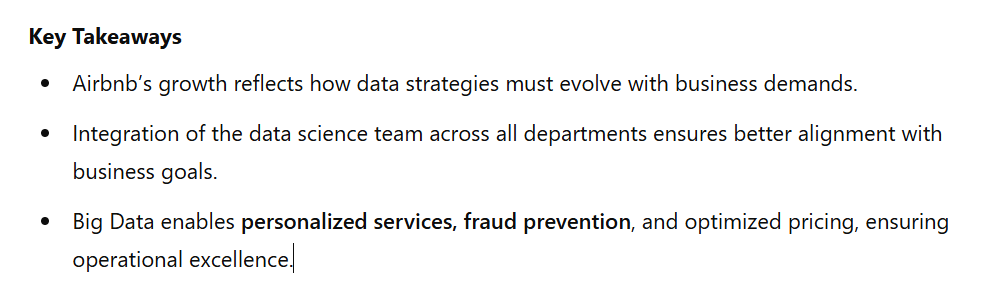 Key Takeaways
• Airbnb’s growth reflects how data strategies must evolve with business demands.
• Integration of the data science team across all departments ensures better alignment with
business goals.
• Big Data enables personalized services, fraud prevention, and optimized pricing, ensuring
operational excellence.